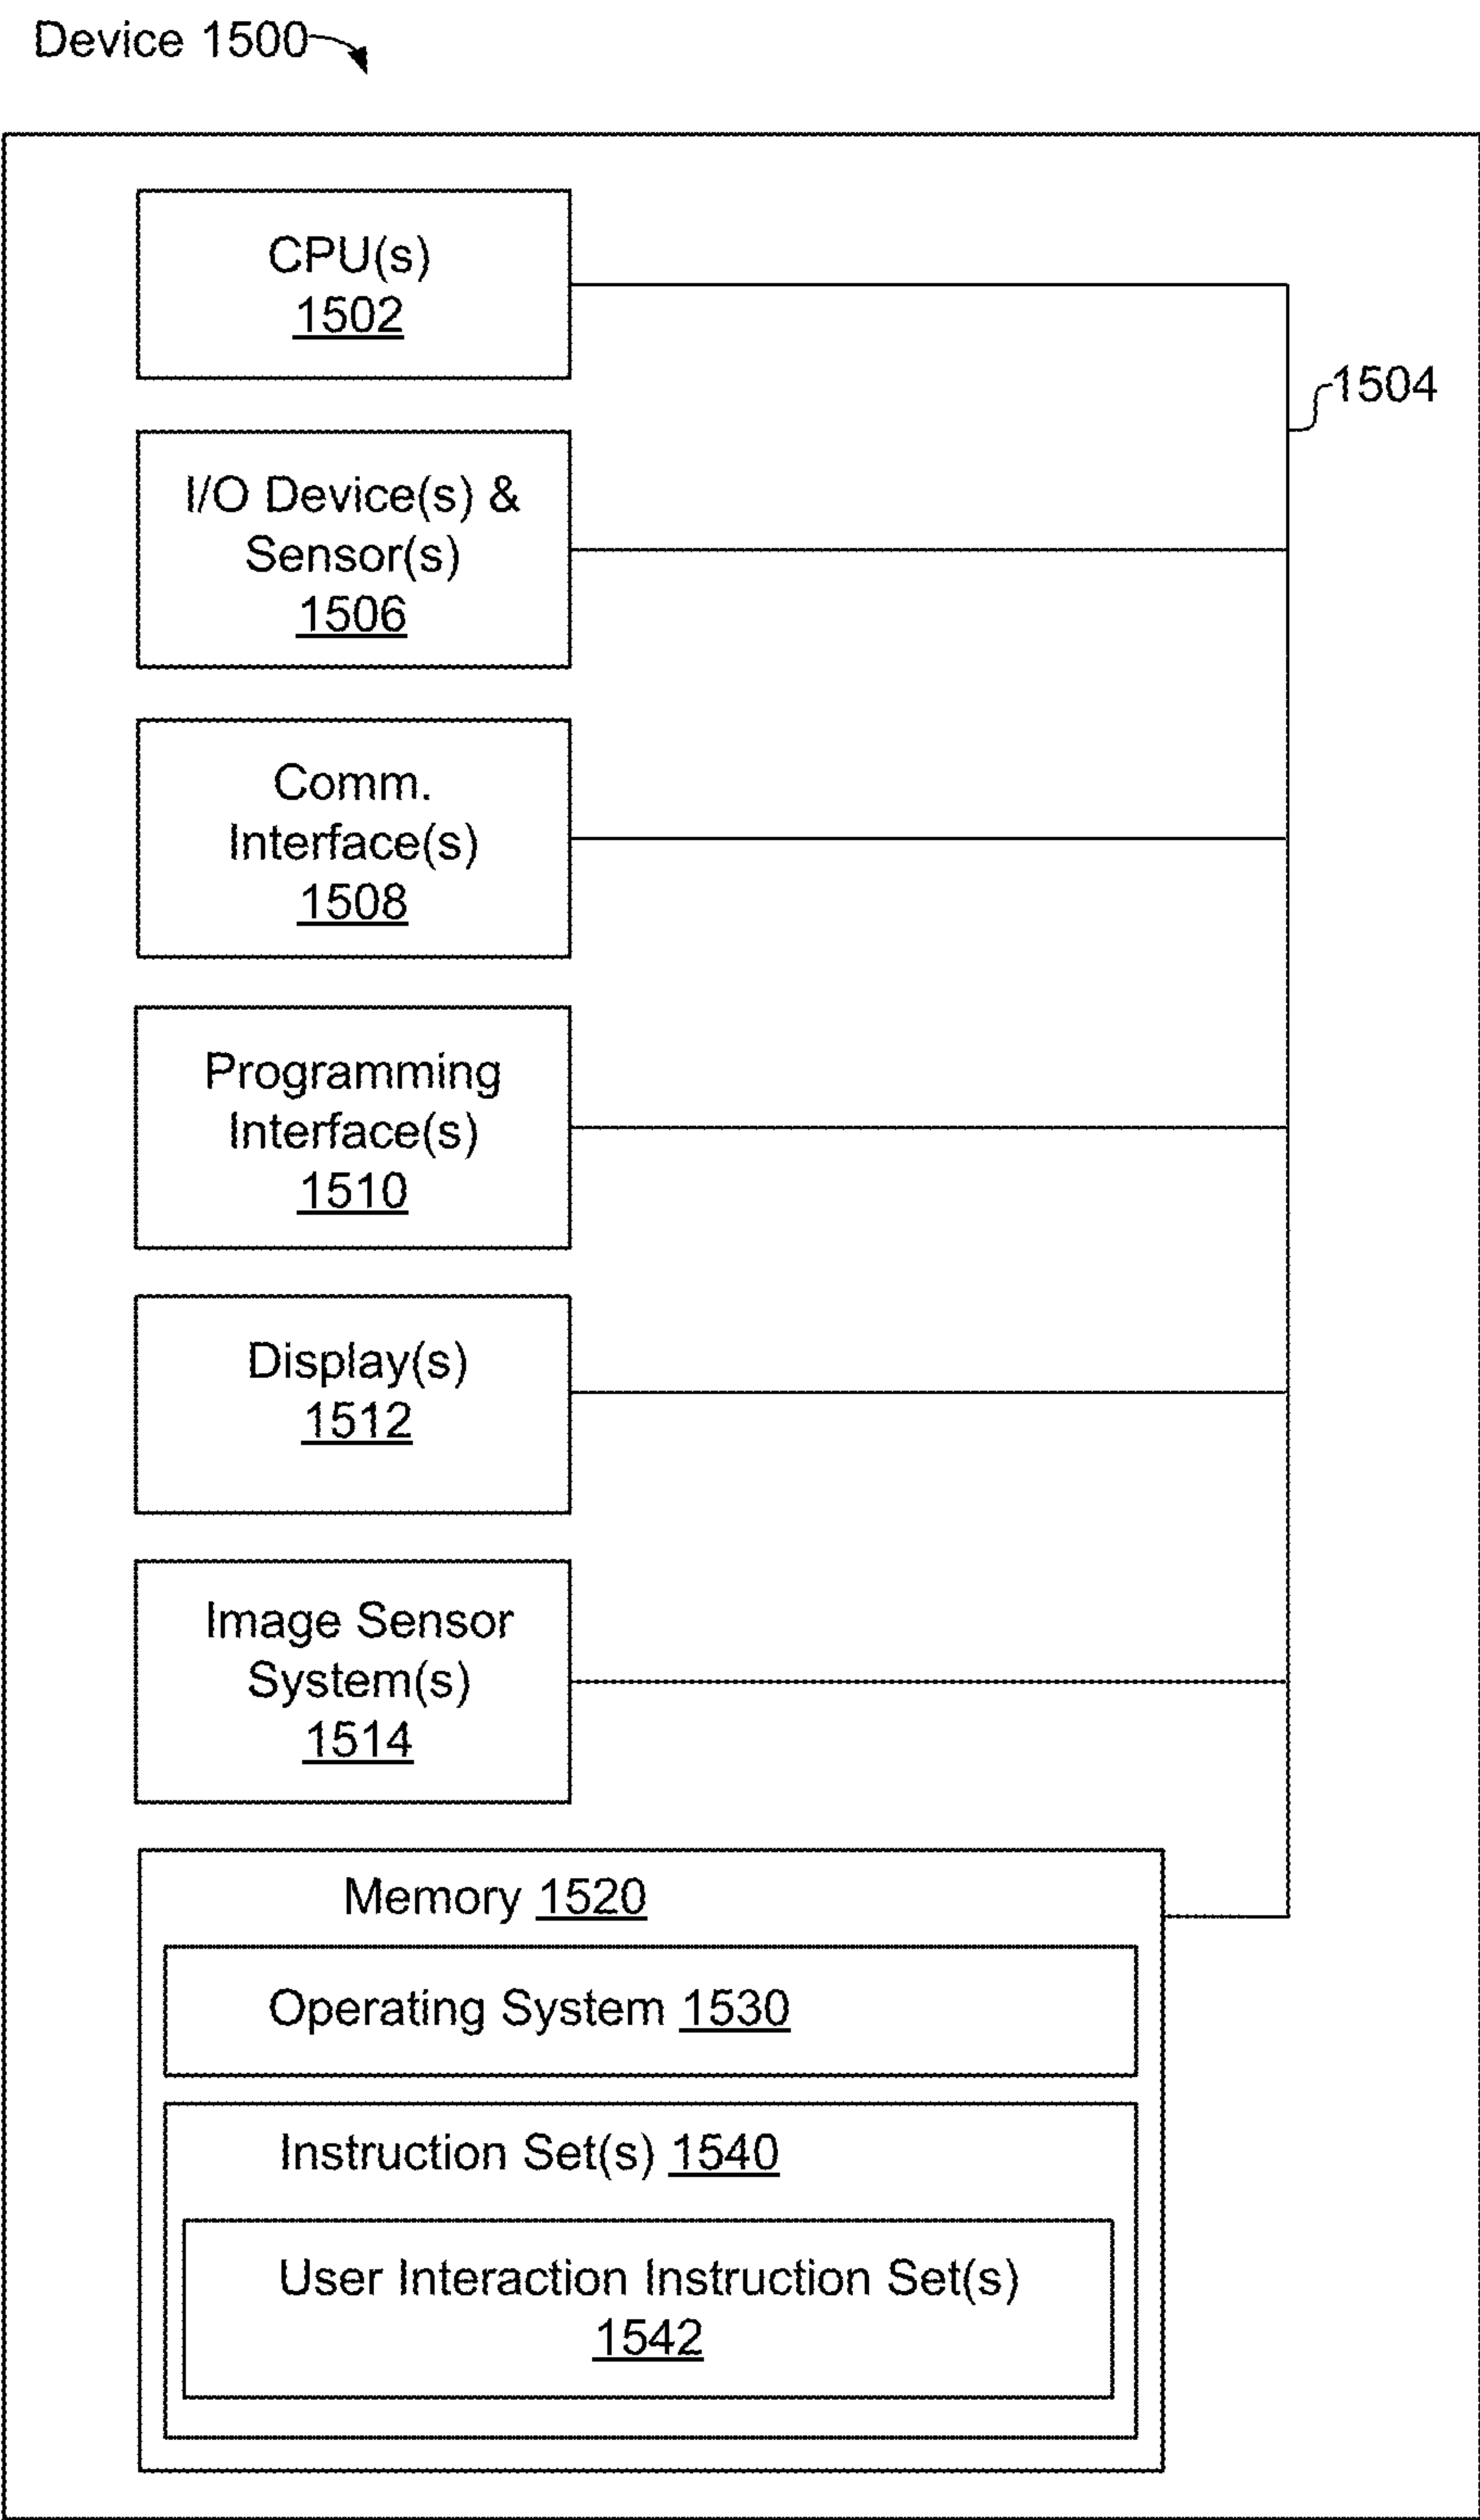 Device 1500
CPU(s)
1502
1504
I/O Device(s) &
Sensor(s)
1506
Comm.
Interface(s)
1508
Programming
Interface(s)
1510
Display(s)
1512
Image Sensor
System(s)
1514
Memory 1520
Operating System 1530
Instruction Set(s) 1540
User Interaction Instruction Set(s)
1542